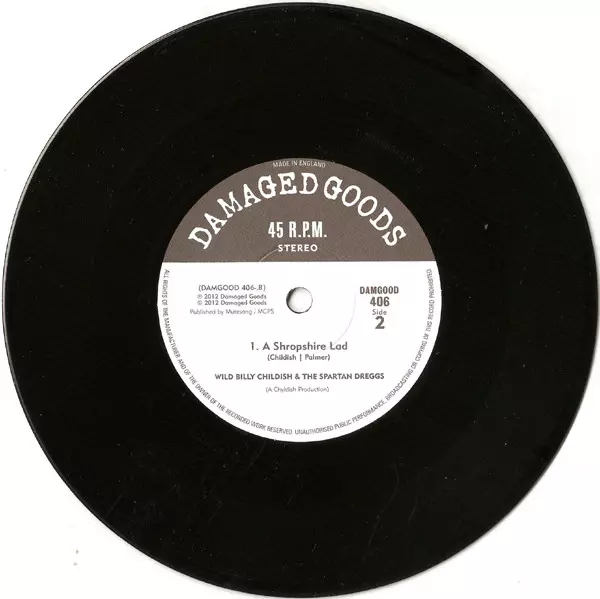 MADE IN ENGLAND
DAMAGED GOODS
45 R.P.M.
STEREO
(DAMGOOD 406-.B)
℗ 2012 Damaged Goods
© 2012 Damaged Goods
Published by Mutesong / MCPS
DAMGOOD
406
Side
2
1. A Shropshire Lad
(Childish | Palmer)
WILD BILLY CHILDISH & THE SPARTAN DREGGS
(A Chyldish Production)
ALL RIGHTS OF THE MANUFACTURER AND OF THE OWNER OF THE RECORDED WORK RESERVED. UNAUTHORISED PUBLIC PERFORMANCE, BROADCASTING OR COPYING OF THIS RECORD PROHIBITED.